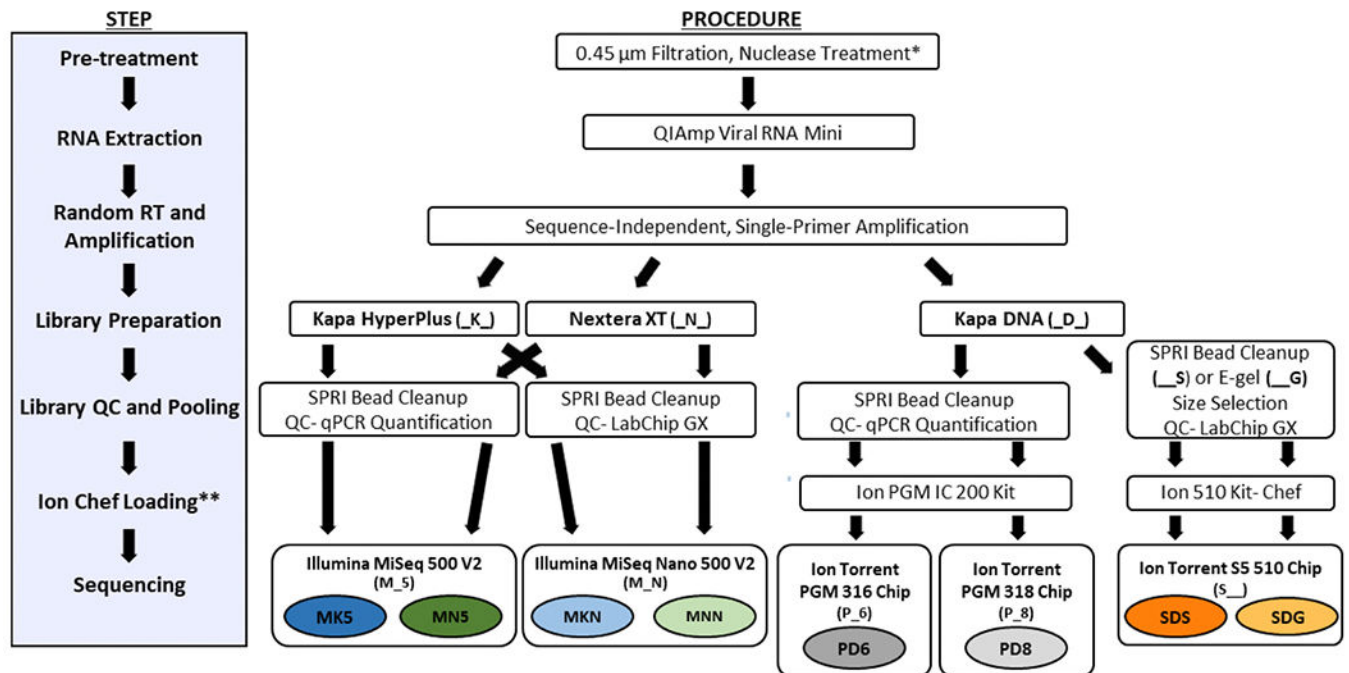 STEP
Pre-treatment
RNA Extraction
Random RT and
Amplification
Library Preparation
Library QC and Pooling
Ion Chef Loading**
Sequencing
PROCEDURE
0.45 µm Filtration, Nuclease Treatment*
QIAmp Viral RNA Mini
Sequence-Independent, Single-Primer Amplification
Kapa HyperPlus (_K_)
Nextera XT (_N_)
Kapa DNA (_D_)
SPRI Bead Cleanup
QC- qPCR Quantification
SPRI Bead Cleanup
QC- LabChip GX
SPRI Bead Cleanup
QC- qPCR Quantification
SPRI Bead Cleanup
(__S) or E-gel (__G)
Size Selection
QC- LabChip GX
Ion PGM IC 200 Kit
Ion 510 Kit- Chef
Illumina MiSeq 500 V2
(M_5)
MK5
MN5
Illumina MiSeq Nano 500 V2
(M_N)
MKN
MNN
Ion Torrent
PGM 316 Chip
(P_6)
PD6
Ion Torrent
PGM 318 Chip
(P_8)
PD8
Ion Torrent S5 510 Chip
(S__)
SDS
SDG